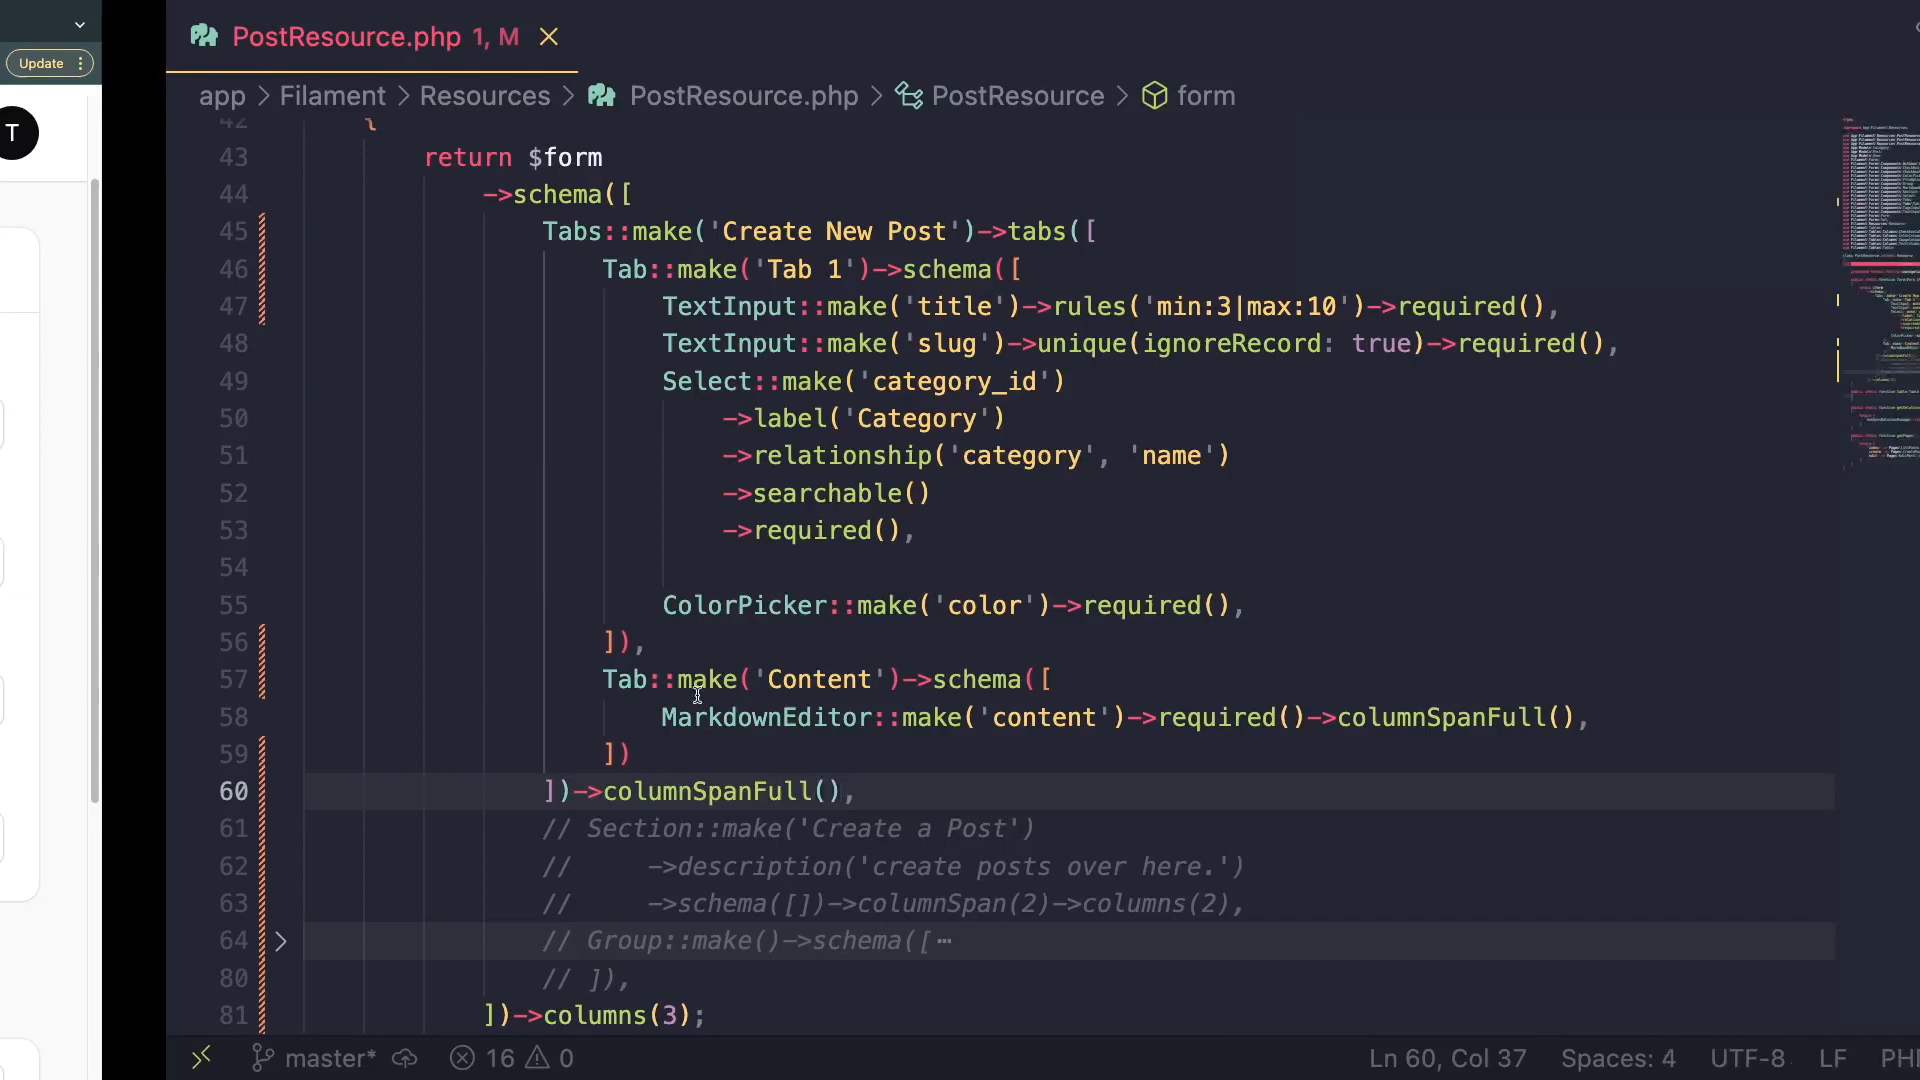 Update
T
PostResource.php 1, M
app > Filament > Resources > PostResource.php > PostResource > form
42 {
43 return $form
44 ->schema([
45 Tabs::make('Create New Post')->tabs([
46 Tab::make('Tab 1')->schema([
47 TextInput::make('title')->rules('min:3|max:10')->required(),
48 TextInput::make('slug')->unique(ignoreRecord: true)->required(),
49 Select::make('category_id')
50 ->label('Category')
51 ->relationship('category', 'name')
52 ->searchable()
53 ->required(),
54
55 ColorPicker::make('color')->required(),
56 ]),
57 Tab::make('Content')->schema([
58 MarkdownEditor::make('content')->required()->columnSpanFull(),
59 ])
60 ])->columnSpanFull(),
61 // Section::make('Create a Post')
62 // ->description('create posts over here.')
63 // ->schema([])->columnSpan(2)->columns(2),
64 // Group::make()->schema([⋯
80 // ]),
81 ])->columns(3);
master* 16 0 Ln 60, Col 37 Spaces: 4 UTF-8 LF PH